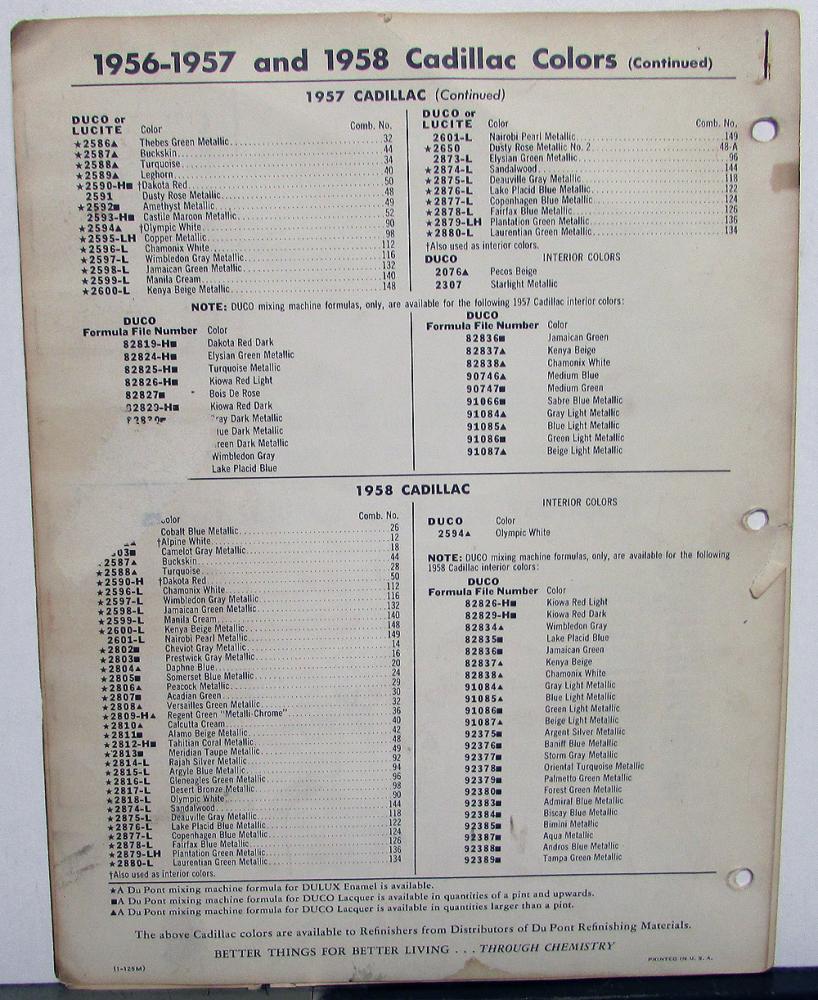 1956-1957 and 1958 Cadillac Colors (Continued)
1957 CADILLAC (Continued)
DUCO or
LUCITE Color Comb. No.
★2586▲ Thebes Green Metallic 32
★2587▲ Buckskin 44
★2588▲ Turquoise 34
★2589▲ Leghorn 40
★2590-H■ †Dakota Red 50
2591 Dusty Rose Metallic 48
★2592■ Amethyst Metallic 49
2593-H■ Castile Maroon Metallic 52
★2594▲ †Olympic White 90
★2595-LH Copper Metallic 98
★2596-L Chamonix White 112
★2597-L Wimbledon Gray Metallic 116
★2598-L Jamaican Green Metallic 132
★2599-L Manila Cream 140
★2600-L Kenya Beige Metallic 148
DUCO or
LUCITE Color Comb. No.
2601-L Nairobi Pearl Metallic 149
★2650 Dusty Rose Metallic No. 2 48-A
2873-L Elysian Green Metallic 96
★2874-L Sandalwood 144
★2875-L Deauville Gray Metallic 118
★2876-L Lake Placid Blue Metallic 122
★2877-L Copenhagen Blue Metallic 124
★2878-L Fairfax Blue Metallic 126
★2879-LH Plantation Green Metallic 136
★2880-L Laurentian Green Metallic 134
†Also used as interior colors.
DUCO INTERIOR COLORS
2076▲ Pecos Beige
2307 Starlight Metallic
NOTE: DUCO mixing machine formulas, only, are available for the following 1957 Cadillac interior colors:
DUCO
Formula File Number Color
82819-H■ Dakota Red Dark
82824-H■ Elysian Green Metallic
82825-H■ Turquoise Metallic
82826-H■ Kiowa Red Light
82827■ Bois De Rose
82829-H■ Kiowa Red Dark
ray Dark Metallic
lue Dark Metallic
reen Dark Metallic
Wimbledon Gray
Lake Placid Blue
DUCO
Formula File Number Color
82836■ Jamaican Green
82837▲ Kenya Beige
82838▲ Chamonix White
90746▲ Medium Blue
90747■ Medium Green
91066■ Sabre Blue Metallic
91084▲ Gray Light Metallic
91085▲ Blue Light Metallic
91086■ Green Light Metallic
91087▲ Beige Light Metallic
1958 CADILLAC
olor Comb. No.
Cobalt Blue Metallic 26
†Alpine White 12
03■ Camelot Gray Metallic 18
2587▲ Buckskin 44
★2588▲ Turquoise 28
★2590-H †Dakota Red 50
★2596-L Chamonix White 112
★2597-L Wimbledon Gray Metallic 116
★2598-L Jamaican Green Metallic 132
★2599-L Manila Cream 140
★2600-L Kenya Beige Metallic 148
2601-L Nairobi Pearl Metallic 149
★2802■ Cheviot Gray Metallic 14
★2803■ Prestwick Gray Metallic 16
★2804▲ Daphne Blue 20
★2805■ Somerset Blue Metallic 24
★2806▲ Peacock Metallic 29
★2807■ Acadian Green 30
★2808▲ Versailles Green Metallic 32
★2809-H▲ Regent Green "Metalli-Chrome" 36
★2810▲ Calcutta Cream 40
★2811■ Alamo Beige Metallic 42
★2812-H■ Tahitian Coral Metallic 48
★2813■ Meridian Taupe Metallic 49
★2814-L Rajah Silver Metallic 92
★2815-L Argyle Blue Metallic 94
★2816-L Gleneagles Green Metallic 96
★2817-L Desert Bronze Metallic 98
★2818-L Olympic White 90
★2874-L Sandalwood 144
★2875-L Deauville Gray Metallic 118
★2876-L Lake Placid Blue Metallic 122
★2877-L Copenhagen Blue Metallic 124
★2878-L Fairfax Blue Metallic 126
★2879-LH Plantation Green Metallic 136
★2880-L Laurentian Green Metallic 134
†Also used as interior colors.
INTERIOR COLORS
DUCO Color
2594▲ Olympic White
NOTE: DUCO mixing machine formulas, only, are available for the following
1958 Cadillac interior colors:
DUCO
Formula File Number Color
82826-H■ Kiowa Red Light
82829-H■ Kiowa Red Dark
82834▲ Wimbledon Gray
82835■ Lake Placid Blue
82836■ Jamaican Green
82837▲ Kenya Beige
82838▲ Chamonix White
91084▲ Gray Light Metallic
91085▲ Blue Light Metallic
91086■ Green Light Metallic
91087▲ Beige Light Metallic
92375■ Argent Silver Metallic
92376■ Baniff Blue Metallic
92377■ Storm Gray Metallic
92378■ Oriental Turquoise Metallic
92379■ Palmetto Green Metallic
92380■ Forest Green Metallic
92383■ Admiral Blue Metallic
92384■ Biscay Blue Metallic
92385■ Bimini Metallic
92387■ Aqua Metallic
92388■ Andros Blue Metallic
92389■ Tampa Green Metallic
★A Du Pont mixing machine formula for DULUX Enamel is available.
■A Du Pont mixing machine formula for DUCO Lacquer is available in quantities of a pint and upwards.
▲A Du Pont mixing machine formula for DUCO Lacquer is available in quantities larger than a pint.
The above Cadillac colors are available to Refinishers from Distributors of Du Pont Refinishing Materials.
BETTER THINGS FOR BETTER LIVING . . . THROUGH CHEMISTRY
(1-125M) PRINTED IN U. S. A.